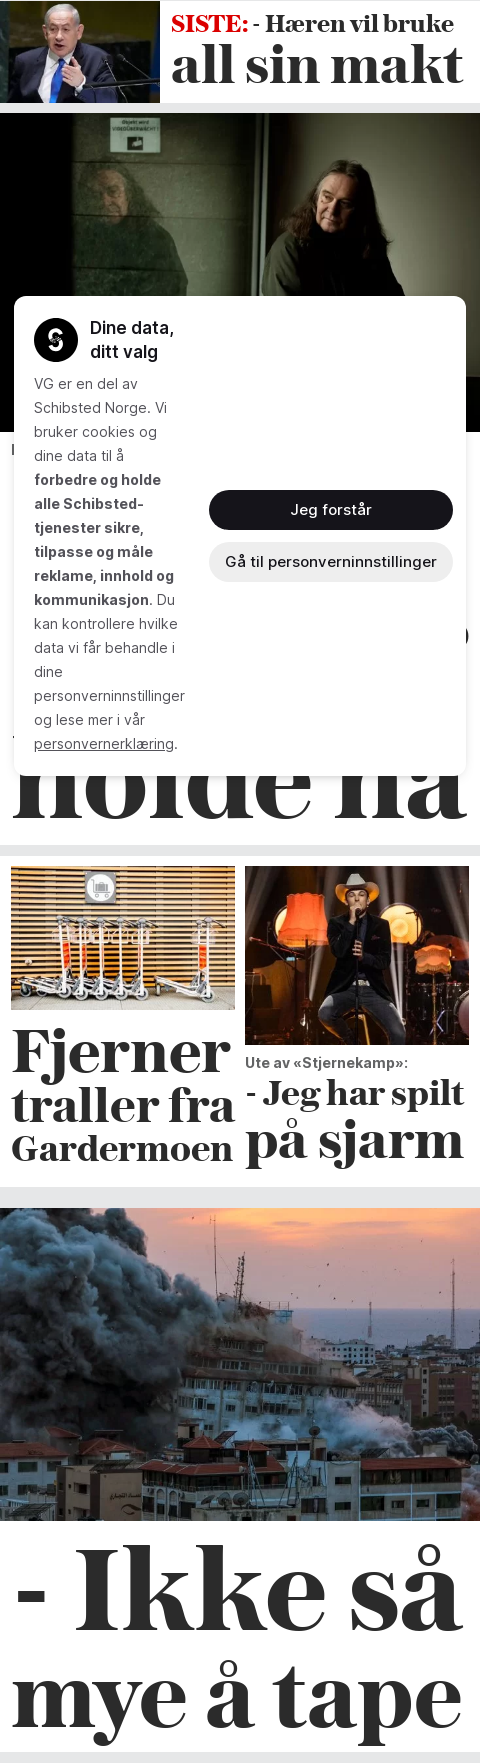 SISTE: - Hæren vil bruke
all sin makt
Dine data,
ditt valg
VG er en del av
Schibsted Norge. Vi
bruker cookies og
dine data til å
forbedre og holde
alle Schibsted-
tjenester sikre,
tilpasse og måle
reklame, innhold og
kommunikasjon. Du
kan kontrollere hvilke
data vi får behandle i
dine
personverninnstillinger
og lese mer i vår
personvernerklæring.
Jeg forstår
Gå til personverninnstillinger
holde nå
Fjerner
traller fra
Gardermoen
Ute av «Stjernekamp»:
- Jeg har spilt
på sjarm
- Ikke så
mye å tape